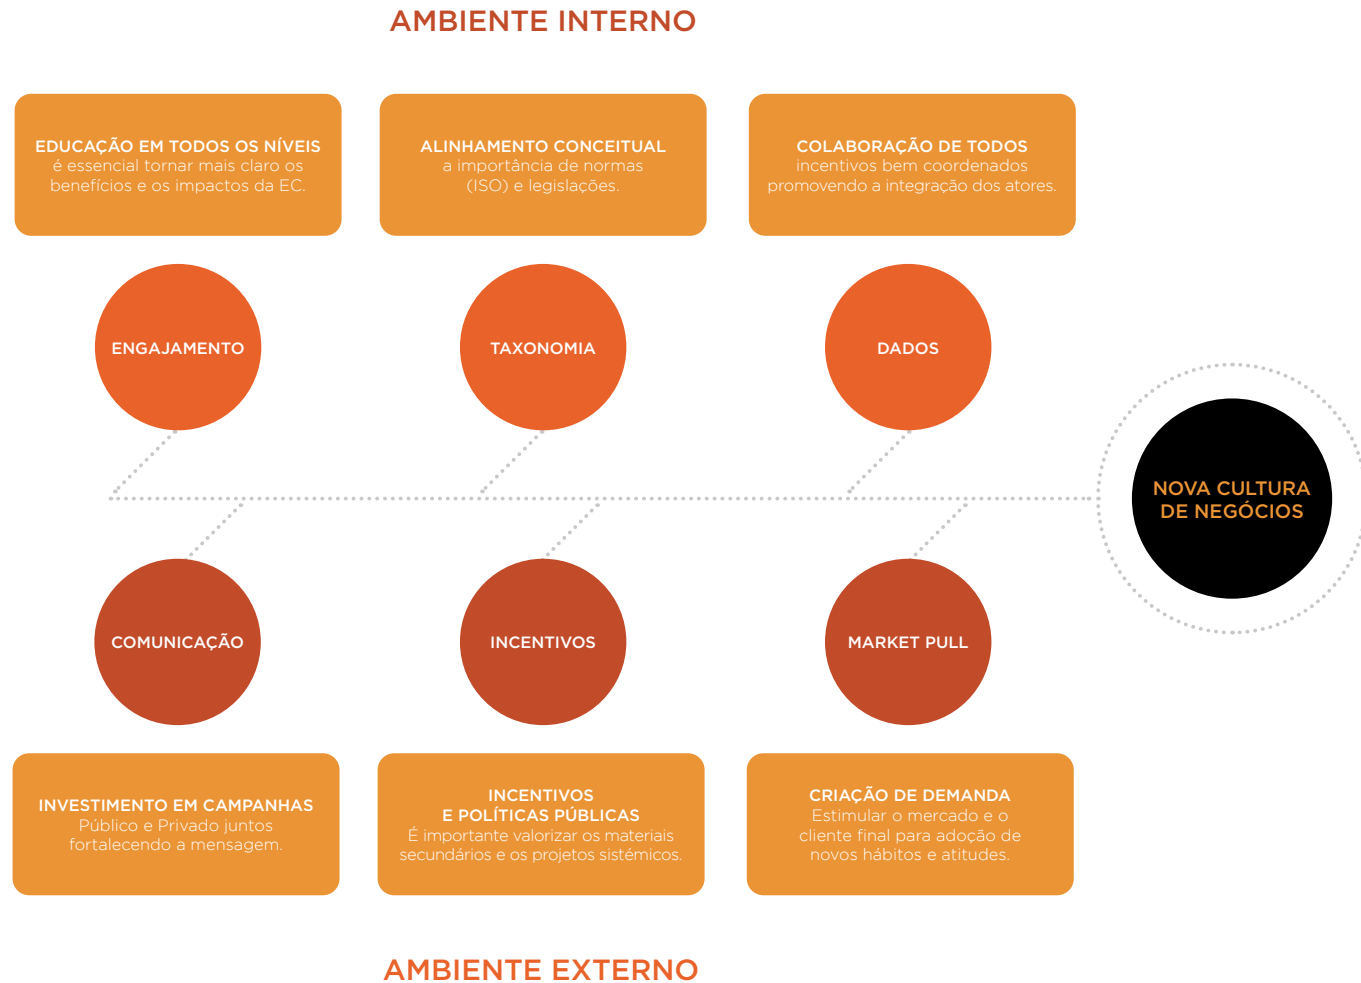 AMBIENTE INTERNO
EDUCAÇÃO EM TODOS OS NÍVEIS
é essencial tornar mais claro os
benefícios e os impactos da EC.
ALINHAMENTO CONCEITUAL
a importância de normas
(ISO) e legislações.
COLABORAÇÃO DE TODOS
incentivos bem coordenados
promovendo a integração dos atores.
ENGAJAMENTO
TAXONOMIA
DADOS
NOVA CULTURA
DE NEGÓCIOS
COMUNICAÇÃO
INCENTIVOS
MARKET PULL
INVESTIMENTO EM CAMPANHAS
Público e Privado juntos
fortalecendo a mensagem.
INCENTIVOS
E POLÍTICAS PÚBLICAS
É importante valorizar os materiais
secundários e os projetos sistémicos.
CRIAÇÃO DE DEMANDA
Estimular o mercado e o
cliente final para adoção de
novos hábitos e atitudes.
AMBIENTE EXTERNO